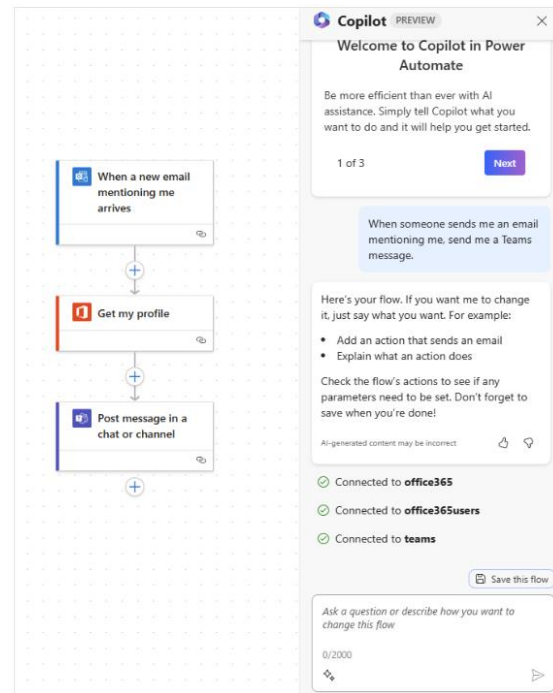 When a new email
mentioning me
arrives
Get my profile
Post message in a
chat or channel
Copilot PREVIEW
Welcome to Copilot in Power
Automate
Be more efficient than ever with AI
assistance. Simply tell Copilot what you
want to do and it will help you get started.
1 of 3
Next
When someone sends me an email
mentioning me, send me a Teams
message.
Here's your flow. If you want me to change
it, just say what you want. For example:
• Add an action that sends an email
• Explain what an action does
Check the flow's actions to see if any
parameters need to be set. Don't forget to
save when you're done!
AI-generated content may be incorrect
Connected to office365
Connected to office365users
Connected to teams
Save this flow
Ask a question or describe how you want to
change this flow
0/2000